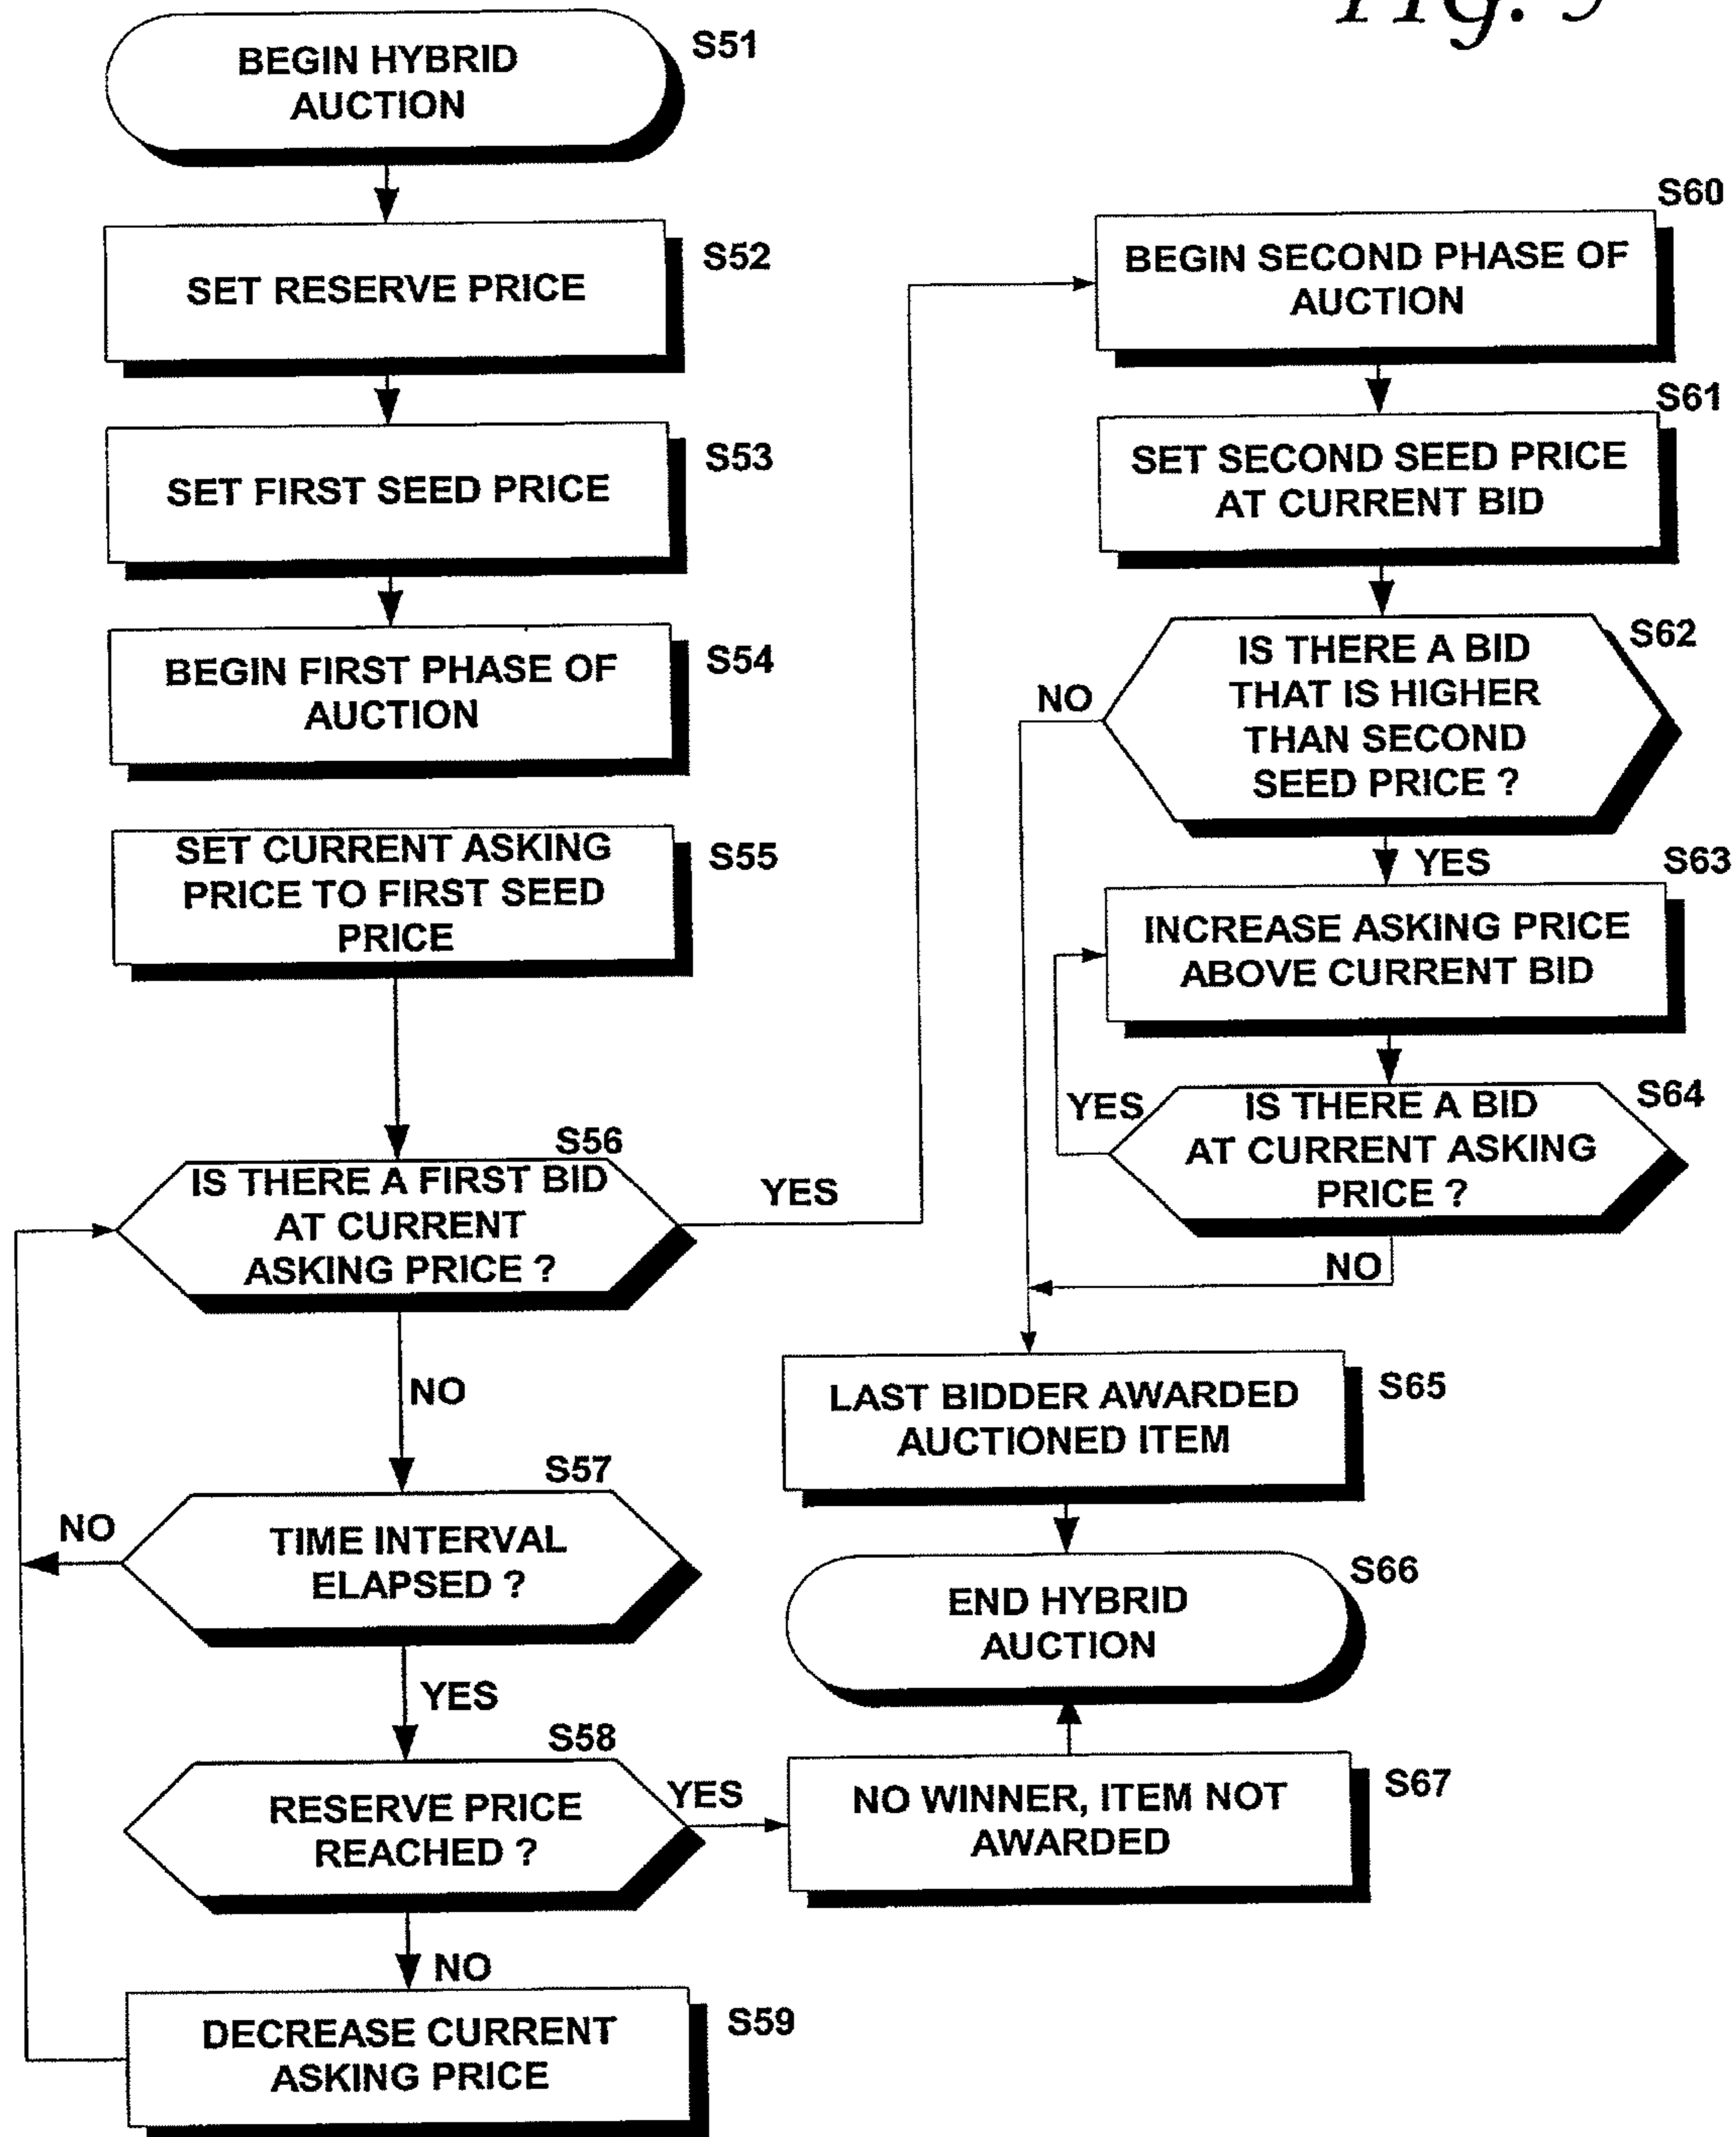 Fig. 5
BEGIN HYBRID
AUCTION
S51
SET RESERVE PRICE
S52
SET FIRST SEED PRICE
S53
BEGIN FIRST PHASE OF
AUCTION
S54
SET CURRENT ASKING
PRICE TO FIRST SEED
PRICE
S55
S56
IS THERE A FIRST BID
AT CURRENT
ASKING PRICE ?
YES
NO
S57
TIME INTERVAL
ELAPSED ?
NO
YES
S58
RESERVE PRICE
REACHED ?
YES
NO
DECREASE CURRENT
ASKING PRICE
S59
S60
BEGIN SECOND PHASE OF
AUCTION
S61
SET SECOND SEED PRICE
AT CURRENT BID
S62
IS THERE A BID
THAT IS HIGHER
THAN SECOND
SEED PRICE ?
NO
YES
S63
INCREASE ASKING PRICE
ABOVE CURRENT BID
S64
IS THERE A BID
AT CURRENT ASKING
PRICE ?
YES
NO
LAST BIDDER AWARDED
AUCTIONED ITEM
S65
END HYBRID
AUCTION
S66
NO WINNER, ITEM NOT
AWARDED
S67